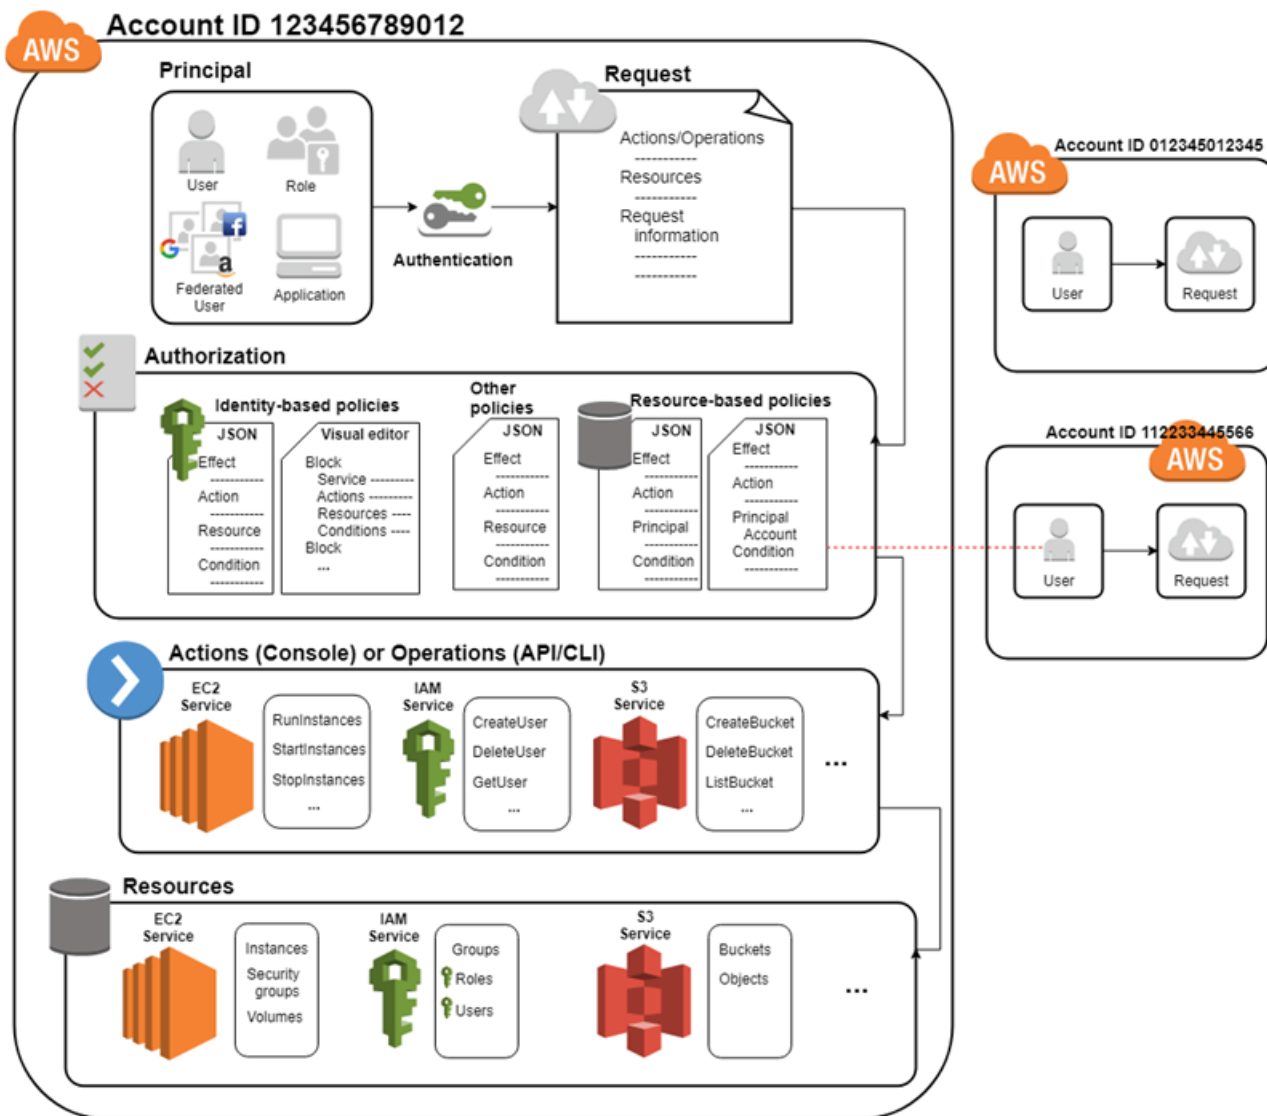 AWS
Account ID 123456789012
Principal
User
Role
Federated
User
Application
Authentication
Request
Actions/Operations
-----------
Resources
-----------
Request
information
-----------
-----------
AWS
Account ID 012345012345
User
Request
Account ID 112233445566
AWS
User
Request
Authorization
Identity-based policies
JSON
Effect
-----------
Action
-----------
Resource
-----------
Condition
-----------
Visual editor
Block
Service ---------
Actions ---------
Resources ----
Conditions ----
Block
...
Other
policies
JSON
Effect
-----------
Action
-----------
Resource
-----------
Condition
-----------
Resource-based policies
JSON
Effect
-----------
Action
-----------
Principal
-----------
Condition
-----------
JSON
Effect
-----------
Action
-----------
Principal
Account
Condition
-----------
Actions (Console) or Operations (API/CLI)
EC2
Service
RunInstances
StartInstances
StopInstances
...
IAM
Service
CreateUser
DeleteUser
GetUser
...
S3
Service
CreateBucket
DeleteBucket
ListBucket
...
...
Resources
EC2
Service
Instances
Security
groups
Volumes
IAM
Service
Groups
Roles
Users
S3
Service
Buckets
Objects
...